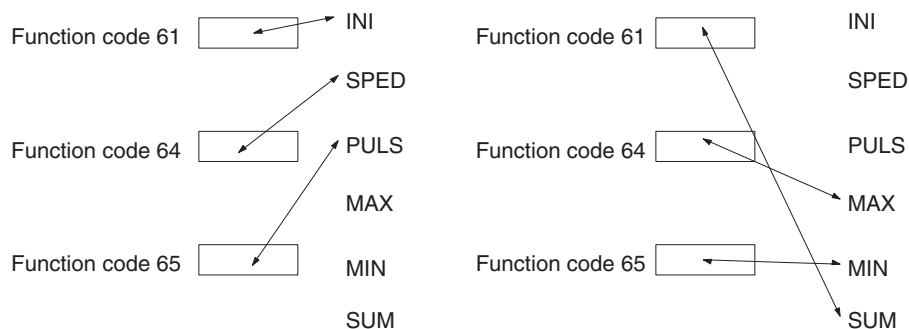 Function code 61
INI
SPED
Function code 64
PULS
MAX
Function code 65
MIN
SUM
Function code 61
INI
SPED
Function code 64
PULS
MAX
Function code 65
MIN
SUM